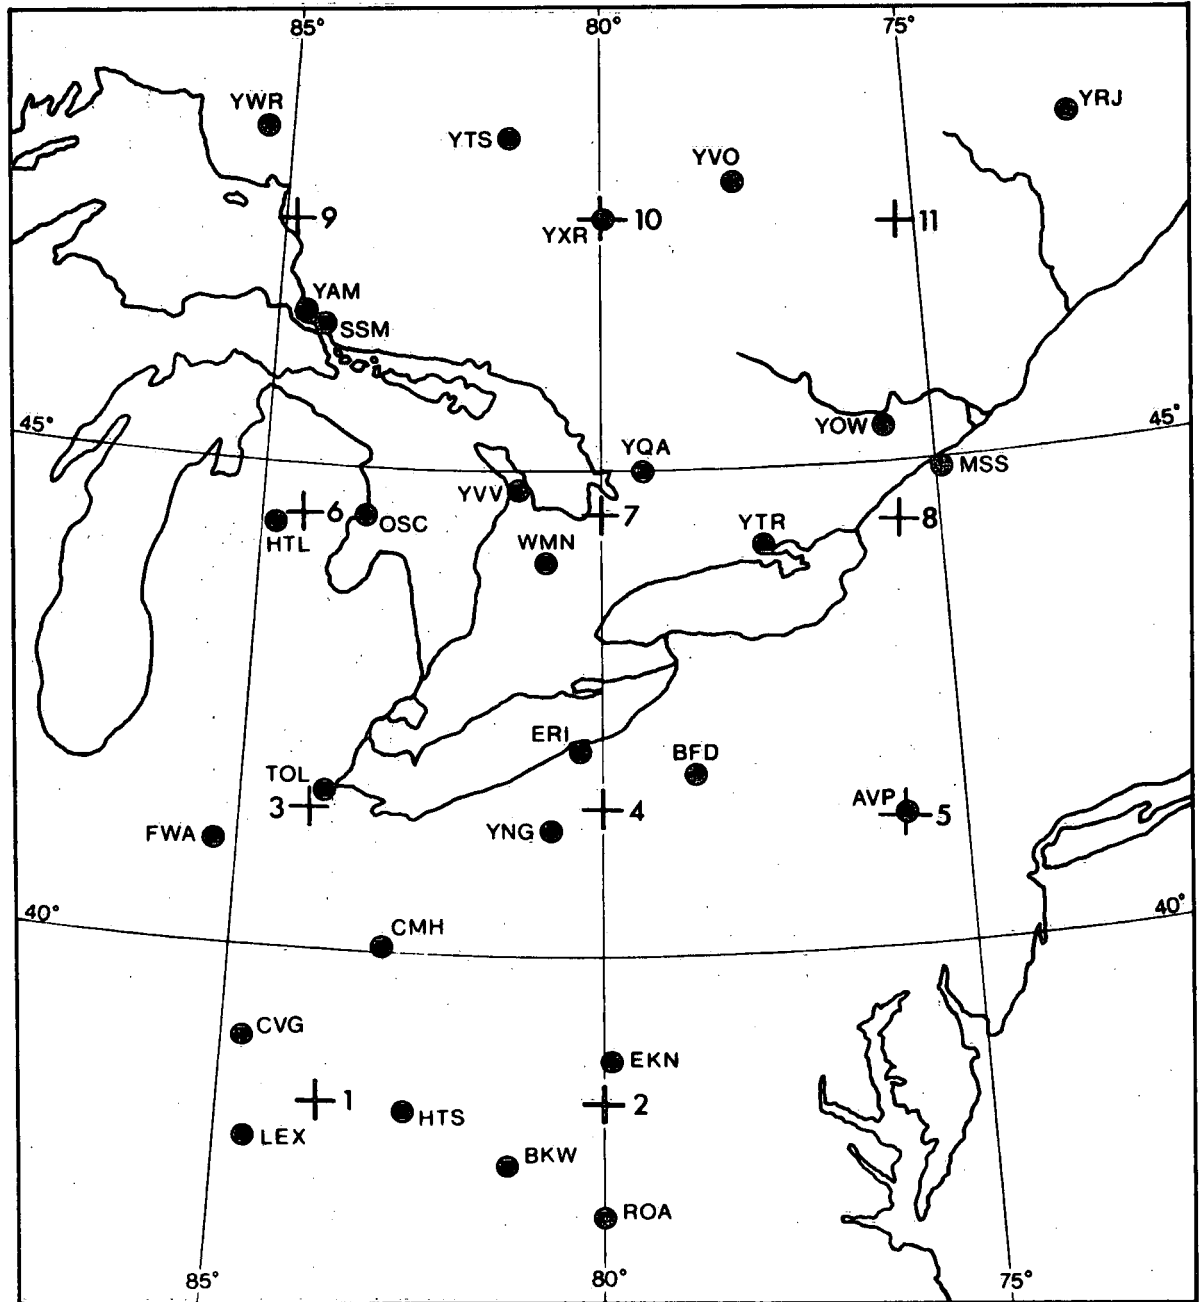 85° 80° 75°
YWR
YRJ
YTS
YVO
9
YXR 10
11
YAM
SSM
45° 45°
YOW
YQA
MSS
YVV
6
OSC
7
8
HTL
WMN
YTR
ERI
BFD
TOL
3
4
AVP 5
FWA
YNG
40° 40°
CMH
CVG
EKN
1
HTS
2
LEX
BKW
ROA
85° 80° 75°